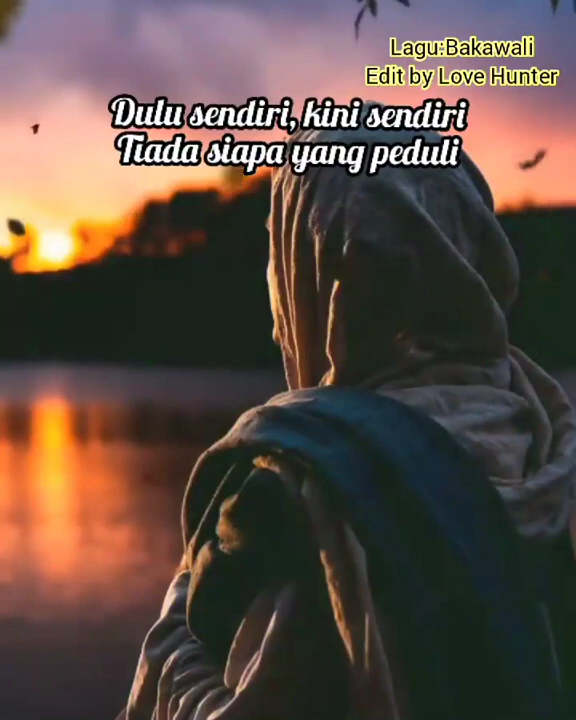 Lagu:Bakawali
Edit by Love Hunter
Dulu sendiri, kini sendiri
Tiada siapa yang peduli